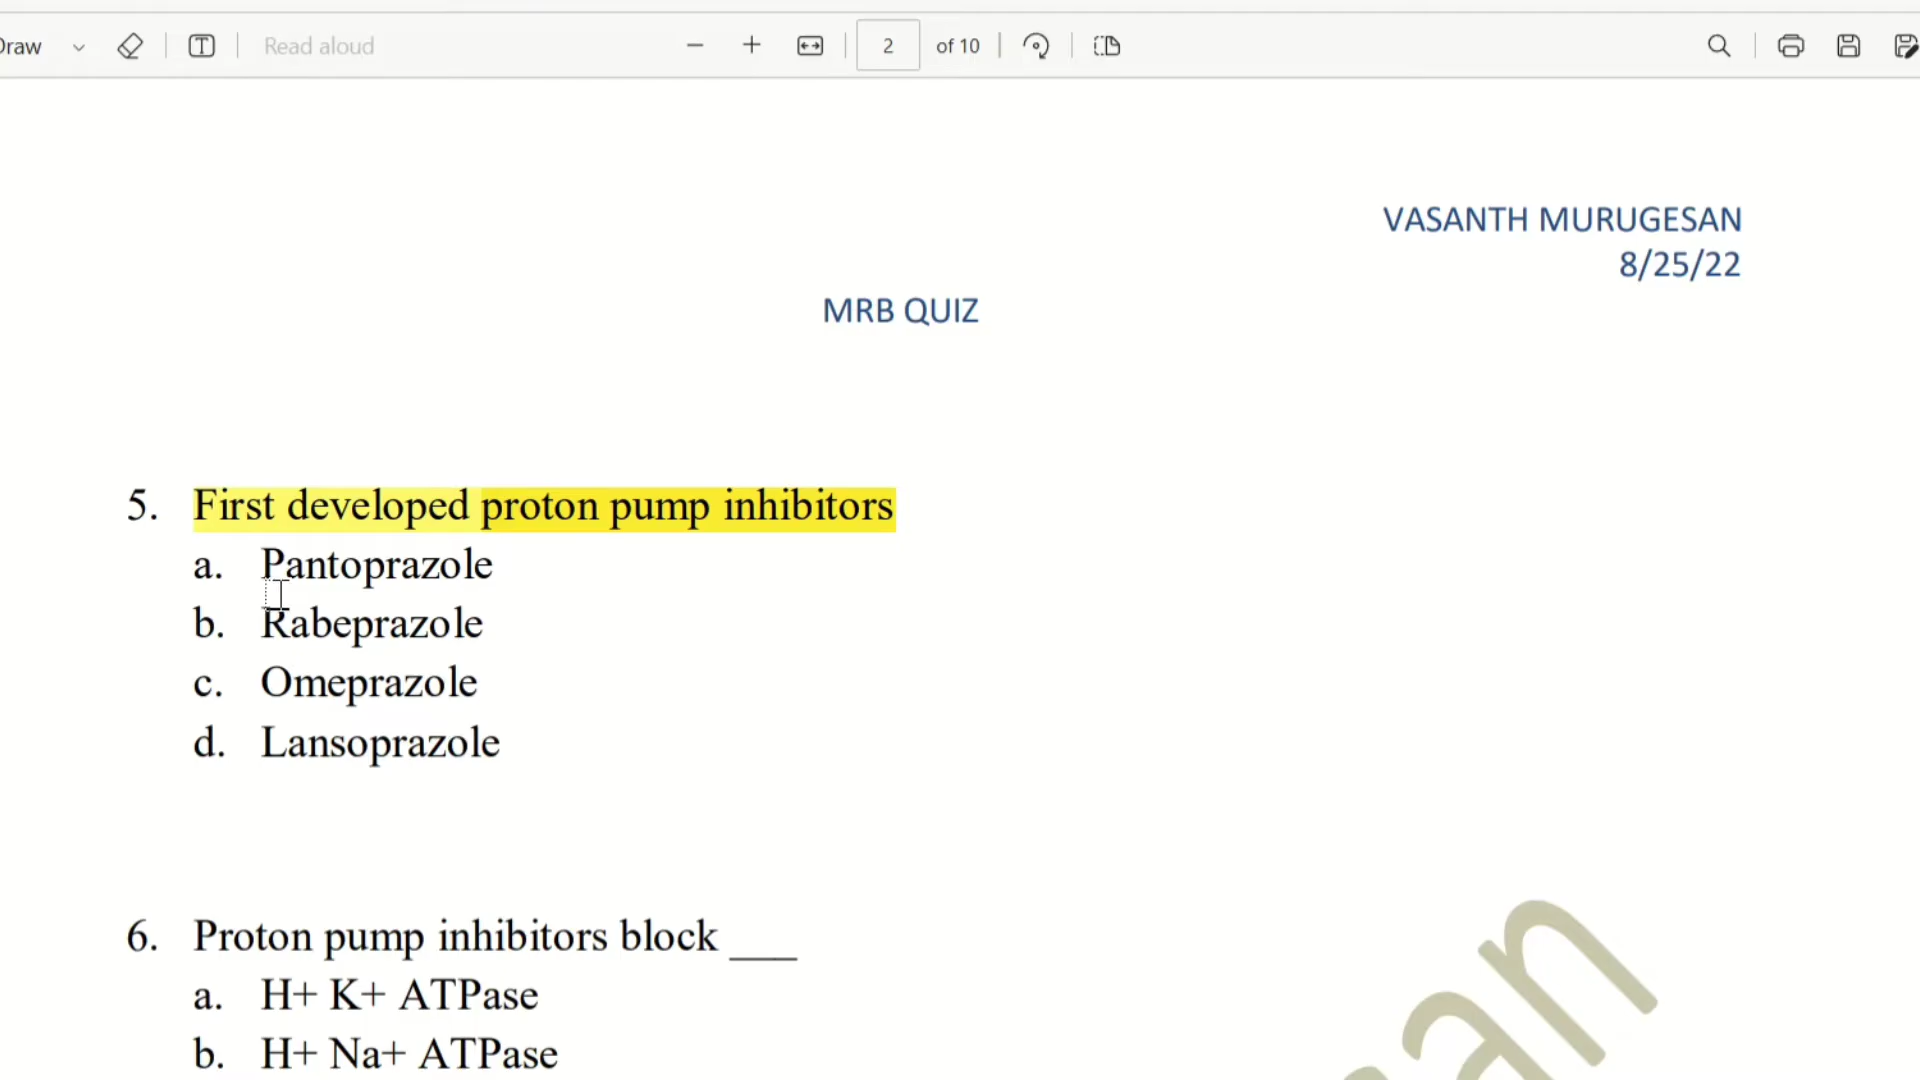 Draw Read aloud 2 of 10
VASANTH MURUGESAN
8/25/22
MRB QUIZ
5. First developed proton pump inhibitors
a. Pantoprazole
b. Rabeprazole
c. Omeprazole
d. Lansoprazole
6. Proton pump inhibitors block ___
a. H+ K+ ATPase
b. H+ Na+ ATPase
an